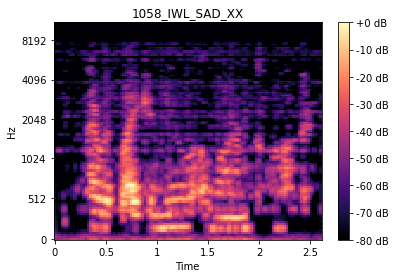 1058_IWL_SAD_XX
+0 dB
8192
-10 dB
4096
-20 dB
-30 dB
2048
Hz
-40 dB
1024
-50 dB
512
-60 dB
-70 dB
0
-80 dB
0 0.5 1 1.5 2 2.5
Time